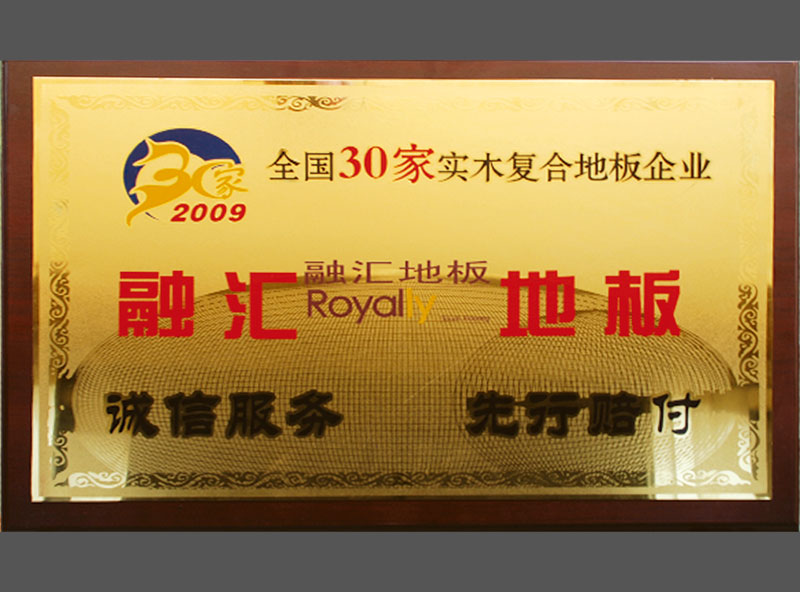 30家
2009
全国30家实木复合地板企业
融汇地板
融汇地板
Royally
诚信服务 先行赔付